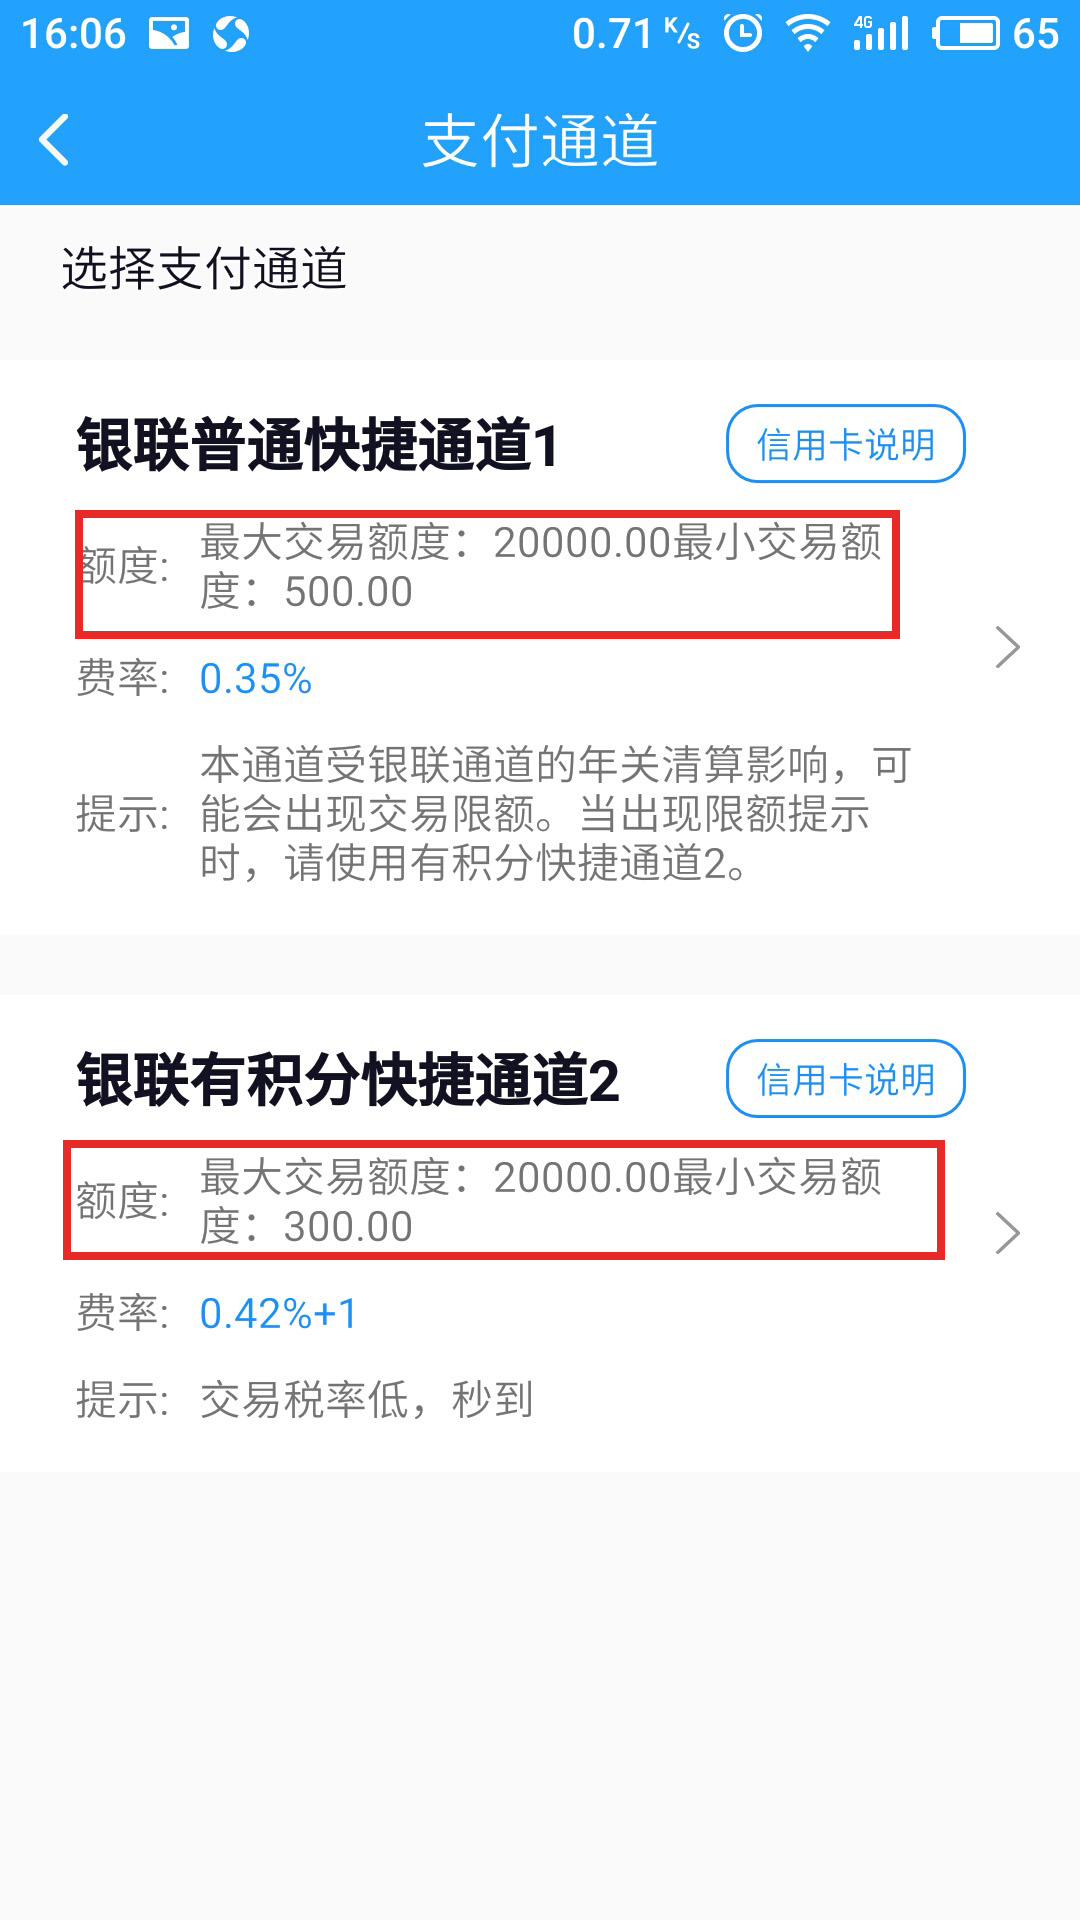 16:06 0.71 K/S 4G 65
支付通道
选择支付通道
银联普通快捷通道1 信用卡说明
额度: 最大交易额度：20000.00最小交易额
度：500.00
费率: 0.35%
本通道受银联通道的年关清算影响，可
提示: 能会出现交易限额。当出现限额提示
时，请使用有积分快捷通道2。
银联有积分快捷通道2 信用卡说明
额度: 最大交易额度：20000.00最小交易额
度：300.00
费率: 0.42%+1
提示: 交易税率低，秒到